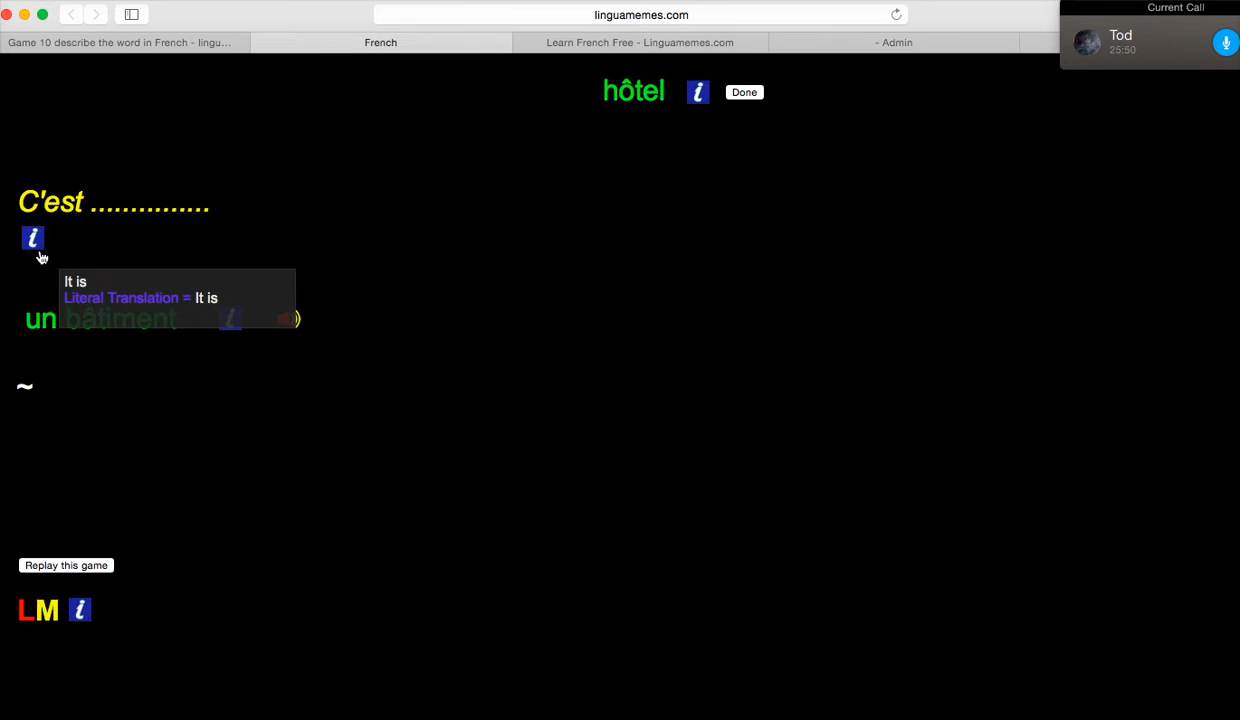 linguamemes.com
Current Call
Game 10 describe the word in French - lingu...
French
Learn French Free - Linguamemes.com
- Admin
Tod
25:50
hôtel i Done
C'est ...............
i
It is
Literal Translation = It is
un bâtiment i
~
Replay this game
LM i